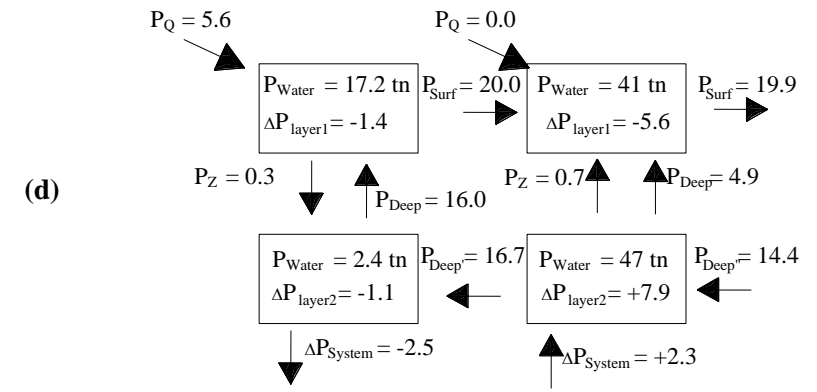 P_Q = 5.6 P_Q = 0.0
P_Water = 17.2 tn P_Surf = 20.0 P_Water = 41 tn P_Surf = 19.9
ΔP_layer1 = -1.4 ΔP_layer1 = -5.6
(d) P_Z = 0.3 P_Deep = 16.0 P_Z = 0.7 P_Deep = 4.9
P_Water = 2.4 tn P_Deep' = 16.7 P_Water = 47 tn P_Deep'' = 14.4
ΔP_layer2 = -1.1 ΔP_layer2 = +7.9
ΔP_System = -2.5 ΔP_System = +2.3